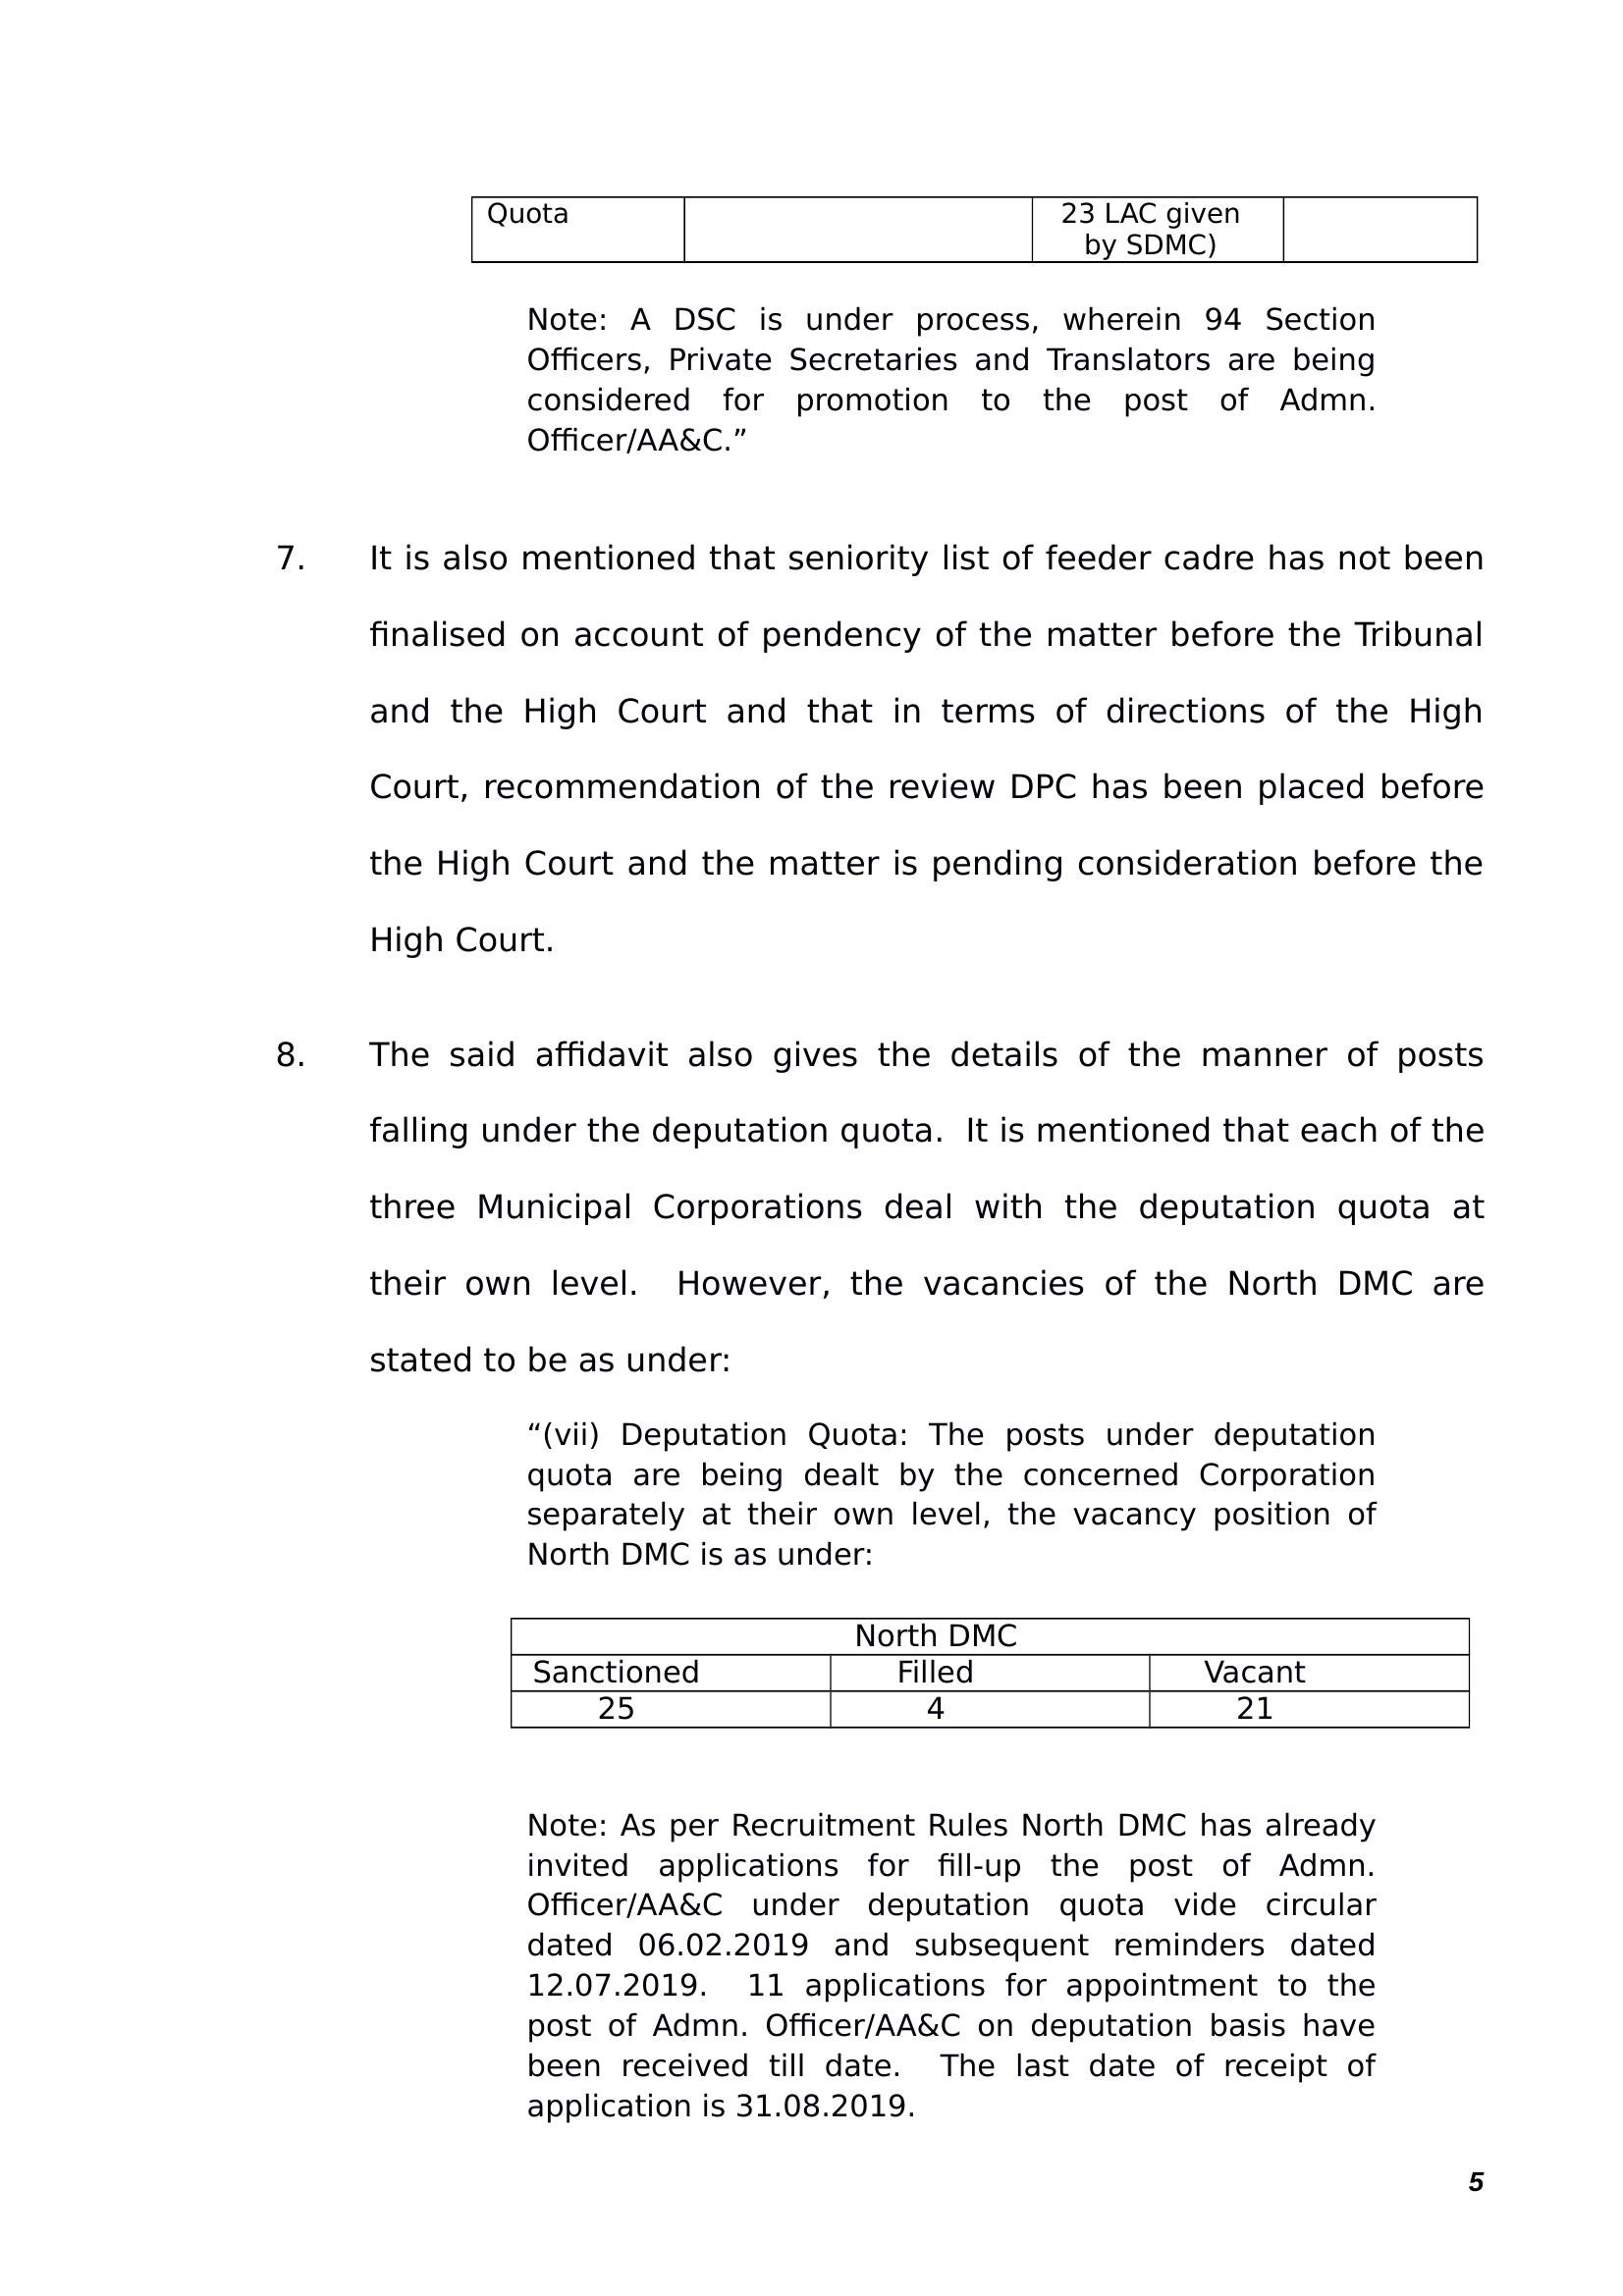 Quota 23 LAC given
by SDMC)
Note: A DSC is under process, wherein 94 Section
Officers, Private Secretaries and Translators are being
considered for promotion to the post of Admn.
Officer/AA&C.”
7. It is also mentioned that seniority list of feeder cadre has not been
finalised on account of pendency of the matter before the Tribunal
and the High Court and that in terms of directions of the High
Court, recommendation of the review DPC has been placed before
the High Court and the matter is pending consideration before the
High Court.
8. The said affidavit also gives the details of the manner of posts
falling under the deputation quota. It is mentioned that each of the
three Municipal Corporations deal with the deputation quota at
their own level. However, the vacancies of the North DMC are
stated to be as under:
“(vii) Deputation Quota: The posts under deputation
quota are being dealt by the concerned Corporation
separately at their own level, the vacancy position of
North DMC is as under:
North DMC
Sanctioned Filled Vacant
25 4 21
Note: As per Recruitment Rules North DMC has already
invited applications for fill-up the post of Admn.
Officer/AA&C under deputation quota vide circular
dated 06.02.2019 and subsequent reminders dated
12.07.2019. 11 applications for appointment to the
post of Admn. Officer/AA&C on deputation basis have
been received till date. The last date of receipt of
application is 31.08.2019.
5